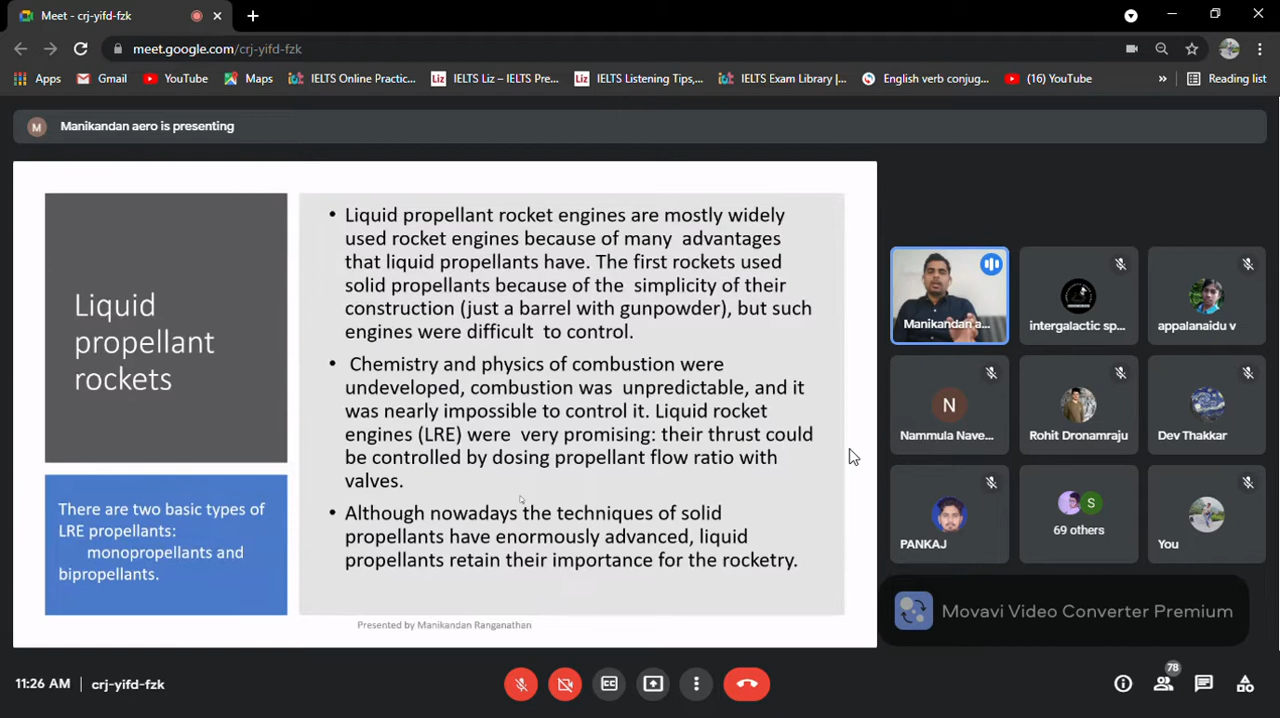 Meet - crj-yifd-fzk
meet.google.com/crj-yifd-fzk
Apps
Gmail
YouTube
Maps
IELTS Online Practic...
Liz
IELTS Liz – IELTS Pre...
Liz
IELTS Listening Tips,...
IELTS Exam Library |...
English verb conjug...
(16) YouTube
»
Reading list
M
Manikandan aero is presenting
Liquid
propellant
rockets
There are two basic types of
LRE propellants:
monopropellants and
bipropellants.
• Liquid propellant rocket engines are mostly widely
used rocket engines because of many advantages
that liquid propellants have. The first rockets used
solid propellants because of the simplicity of their
construction (just a barrel with gunpowder), but such
engines were difficult to control.
• Chemistry and physics of combustion were
undeveloped, combustion was unpredictable, and it
was nearly impossible to control it. Liquid rocket
engines (LRE) were very promising: their thrust could
be controlled by dosing propellant flow ratio with
valves.
• Although nowadays the techniques of solid
propellants have enormously advanced, liquid
propellants retain their importance for the rocketry.
Presented by Manikandan Ranganathan
Manikandan a...
intergalactic sp...
appalanaidu v
N
Nammula Nave...
Rohit Dronamraju
Dev Thakkar
PANKAJ
S
69 others
You
Movavi Video Converter Premium
11:26 AM
crj-yifd-fzk
CC
78